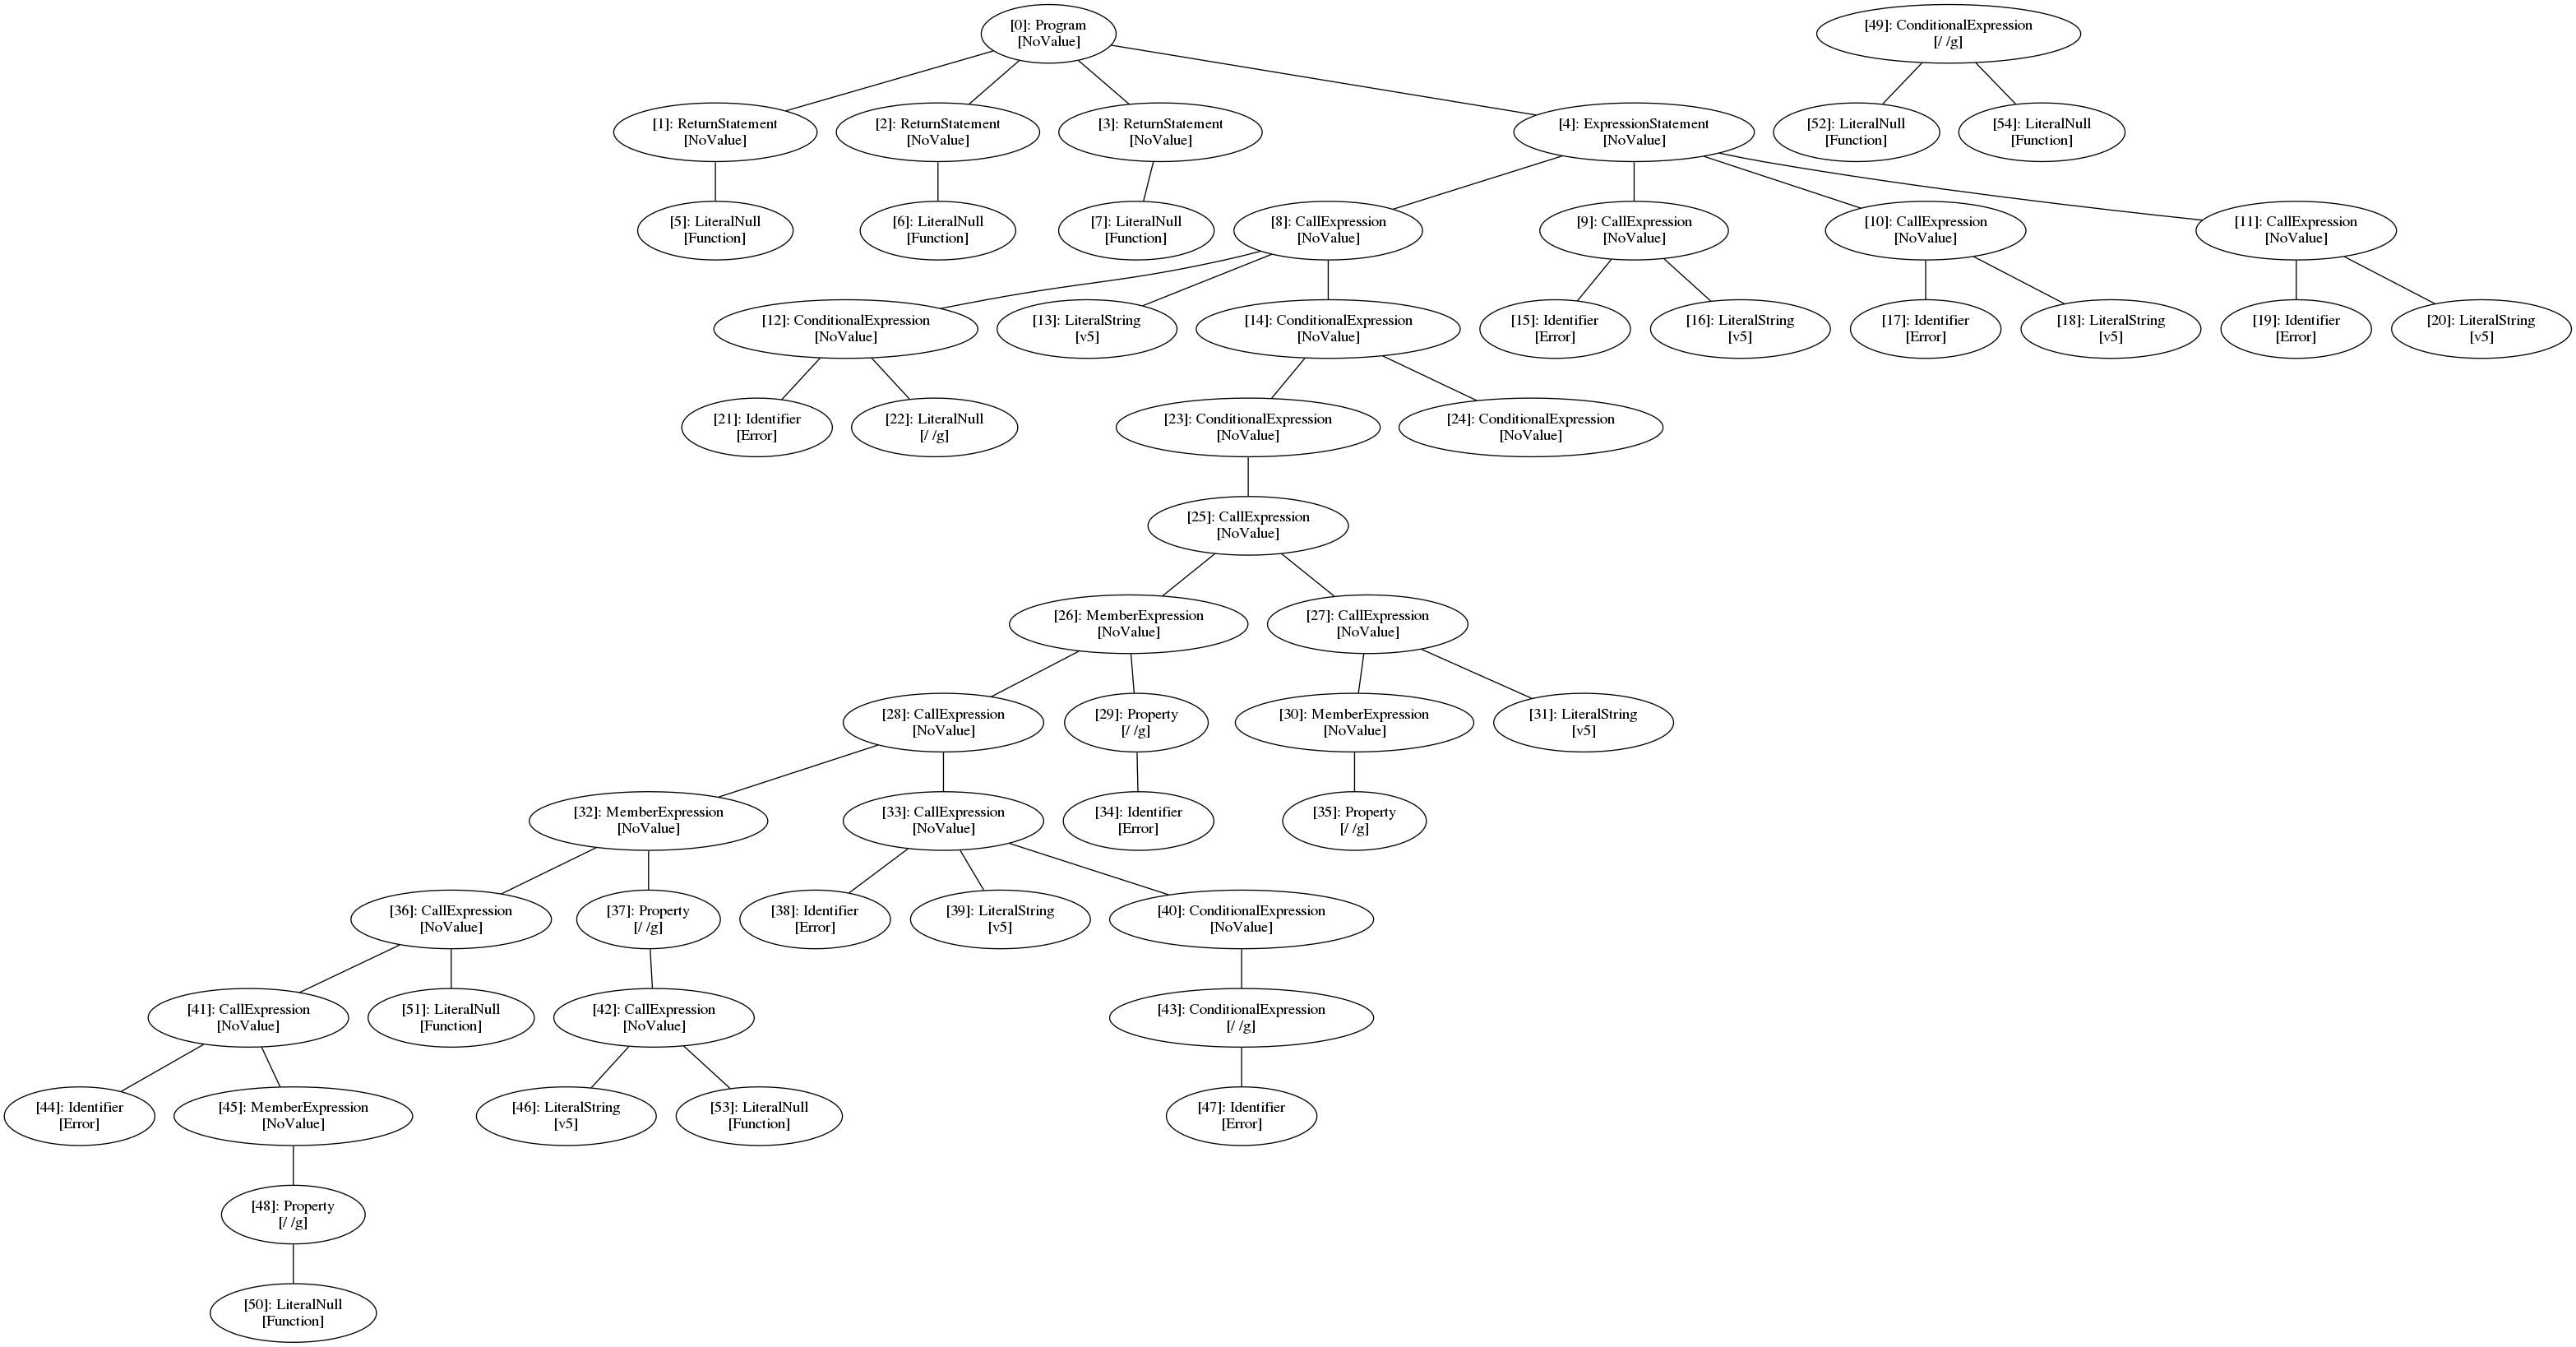 [0]: Program
[NoValue]
[49]: ConditionalExpression
[/ /g]
[1]: ReturnStatement
[NoValue]
[2]: ReturnStatement
[NoValue]
[3]: ReturnStatement
[NoValue]
[4]: ExpressionStatement
[NoValue]
[52]: LiteralNull
[Function]
[54]: LiteralNull
[Function]
[5]: LiteralNull
[Function]
[6]: LiteralNull
[Function]
[7]: LiteralNull
[Function]
[8]: CallExpression
[NoValue]
[9]: CallExpression
[NoValue]
[10]: CallExpression
[NoValue]
[11]: CallExpression
[NoValue]
[12]: ConditionalExpression
[NoValue]
[13]: LiteralString
[v5]
[14]: ConditionalExpression
[NoValue]
[15]: Identifier
[Error]
[16]: LiteralString
[v5]
[17]: Identifier
[Error]
[18]: LiteralString
[v5]
[19]: Identifier
[Error]
[20]: LiteralString
[v5]
[21]: Identifier
[Error]
[22]: LiteralNull
[/ /g]
[23]: ConditionalExpression
[NoValue]
[24]: ConditionalExpression
[NoValue]
[25]: CallExpression
[NoValue]
[26]: MemberExpression
[NoValue]
[27]: CallExpression
[NoValue]
[28]: CallExpression
[NoValue]
[29]: Property
[/ /g]
[30]: MemberExpression
[NoValue]
[31]: LiteralString
[v5]
[32]: MemberExpression
[NoValue]
[33]: CallExpression
[NoValue]
[34]: Identifier
[Error]
[35]: Property
[/ /g]
[36]: CallExpression
[NoValue]
[37]: Property
[/ /g]
[38]: Identifier
[Error]
[39]: LiteralString
[v5]
[40]: ConditionalExpression
[NoValue]
[41]: CallExpression
[NoValue]
[51]: LiteralNull
[Function]
[42]: CallExpression
[NoValue]
[43]: ConditionalExpression
[/ /g]
[44]: Identifier
[Error]
[45]: MemberExpression
[NoValue]
[46]: LiteralString
[v5]
[53]: LiteralNull
[Function]
[47]: Identifier
[Error]
[48]: Property
[/ /g]
[50]: LiteralNull
[Function]